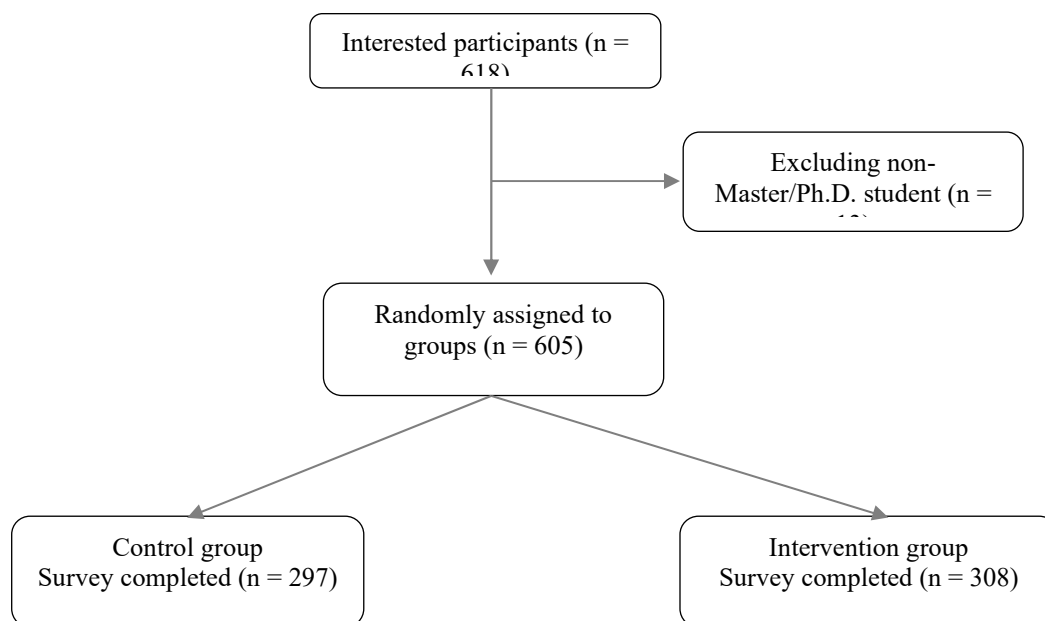 Interested participants (n =
618)
Excluding non-
Master/Ph.D. student (n =
Randomly assigned to
groups (n = 605)
Control group
Survey completed (n = 297)
Intervention group
Survey completed (n = 308)